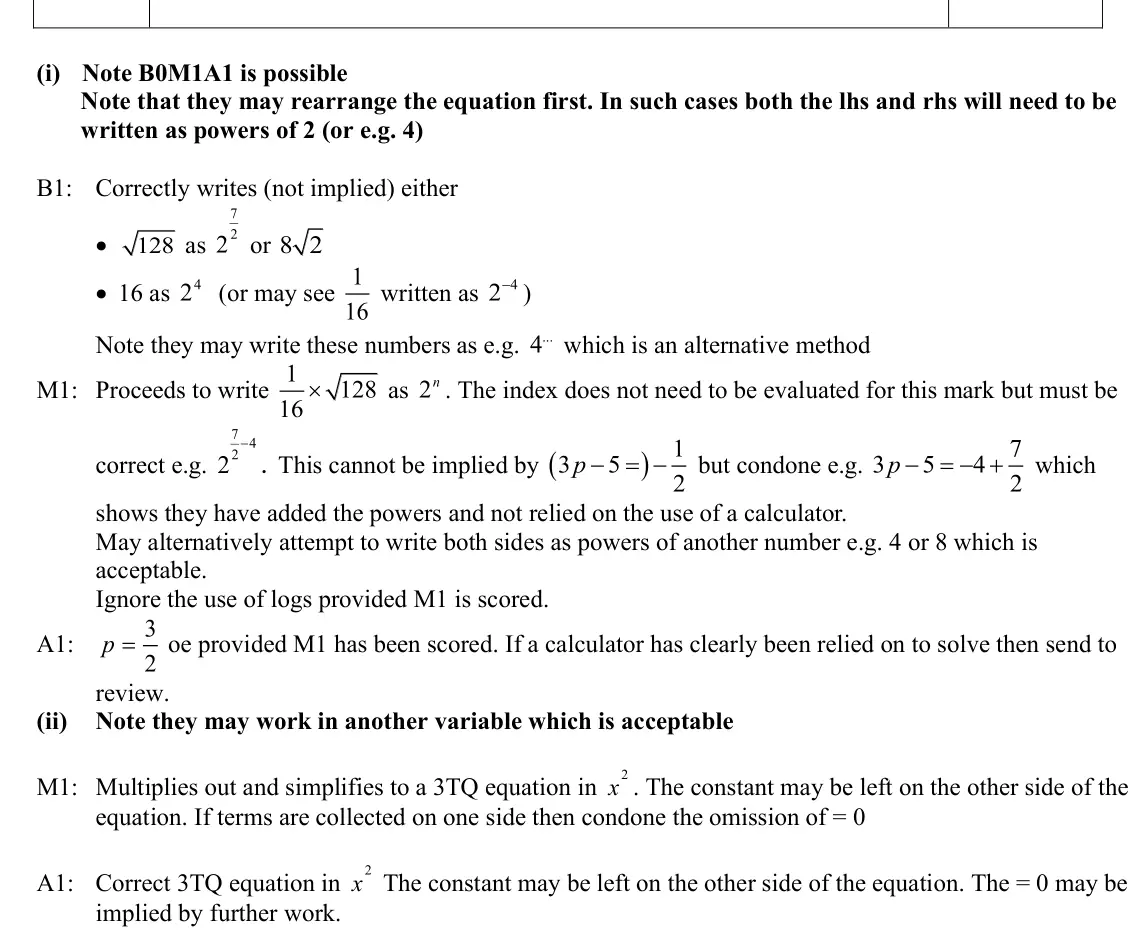 (i) Note B0M1A1 is possible
Note that they may rearrange the equation first. In such cases both the lhs and rhs will need to be
written as powers of 2 (or e.g. 4)
B1: Correctly writes (not implied) either
• √128 as 2^(7/2) or 8√2
• 16 as 2⁴ (or may see 1/16 written as 2⁻⁴)
Note they may write these numbers as e.g. 4^… which is an alternative method
M1: Proceeds to write 1/16 × √128 as 2ⁿ. The index does not need to be evaluated for this mark but must be
correct e.g. 2^(7/2−4). This cannot be implied by (3p − 5 =) − 1/2 but condone e.g. 3p − 5 = −4 + 7/2 which
shows they have added the powers and not relied on the use of a calculator.
May alternatively attempt to write both sides as powers of another number e.g. 4 or 8 which is
acceptable.
Ignore the use of logs provided M1 is scored.
A1: p = 3/2 oe provided M1 has been scored. If a calculator has clearly been relied on to solve then send to
review.
(ii) Note they may work in another variable which is acceptable
M1: Multiplies out and simplifies to a 3TQ equation in x². The constant may be left on the other side of the
equation. If terms are collected on one side then condone the omission of = 0
A1: Correct 3TQ equation in x² The constant may be left on the other side of the equation. The = 0 may be
implied by further work.